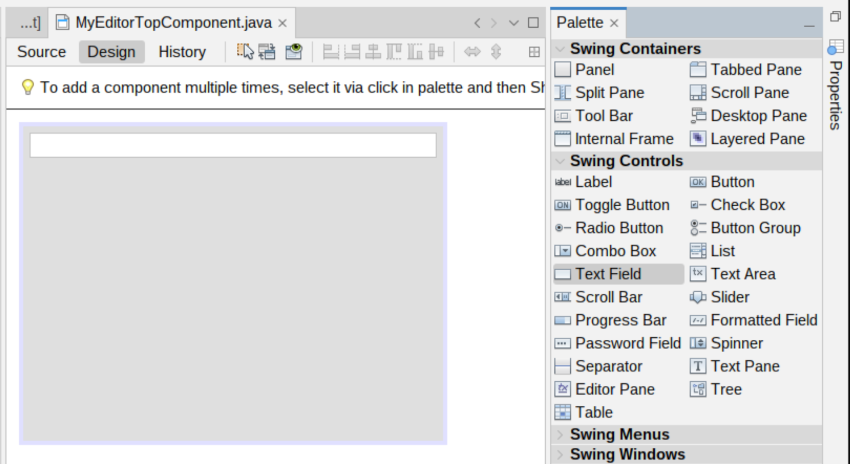 ...t] MyEditorTopComponent.java
Source Design History
To add a component multiple times, select it via click in palette and then Sh
Palette
Swing Containers
Panel Tabbed Pane
Split Pane Scroll Pane
Tool Bar Desktop Pane
Internal Frame Layered Pane
Swing Controls
label Label OK Button
ON Toggle Button Check Box
Radio Button Button Group
Combo Box List
Text Field tx Text Area
Scroll Bar Slider
Progress Bar Formatted Field
Password Field Spinner
Separator T Text Pane
Editor Pane Tree
Table
Swing Menus
Swing Windows
Properties